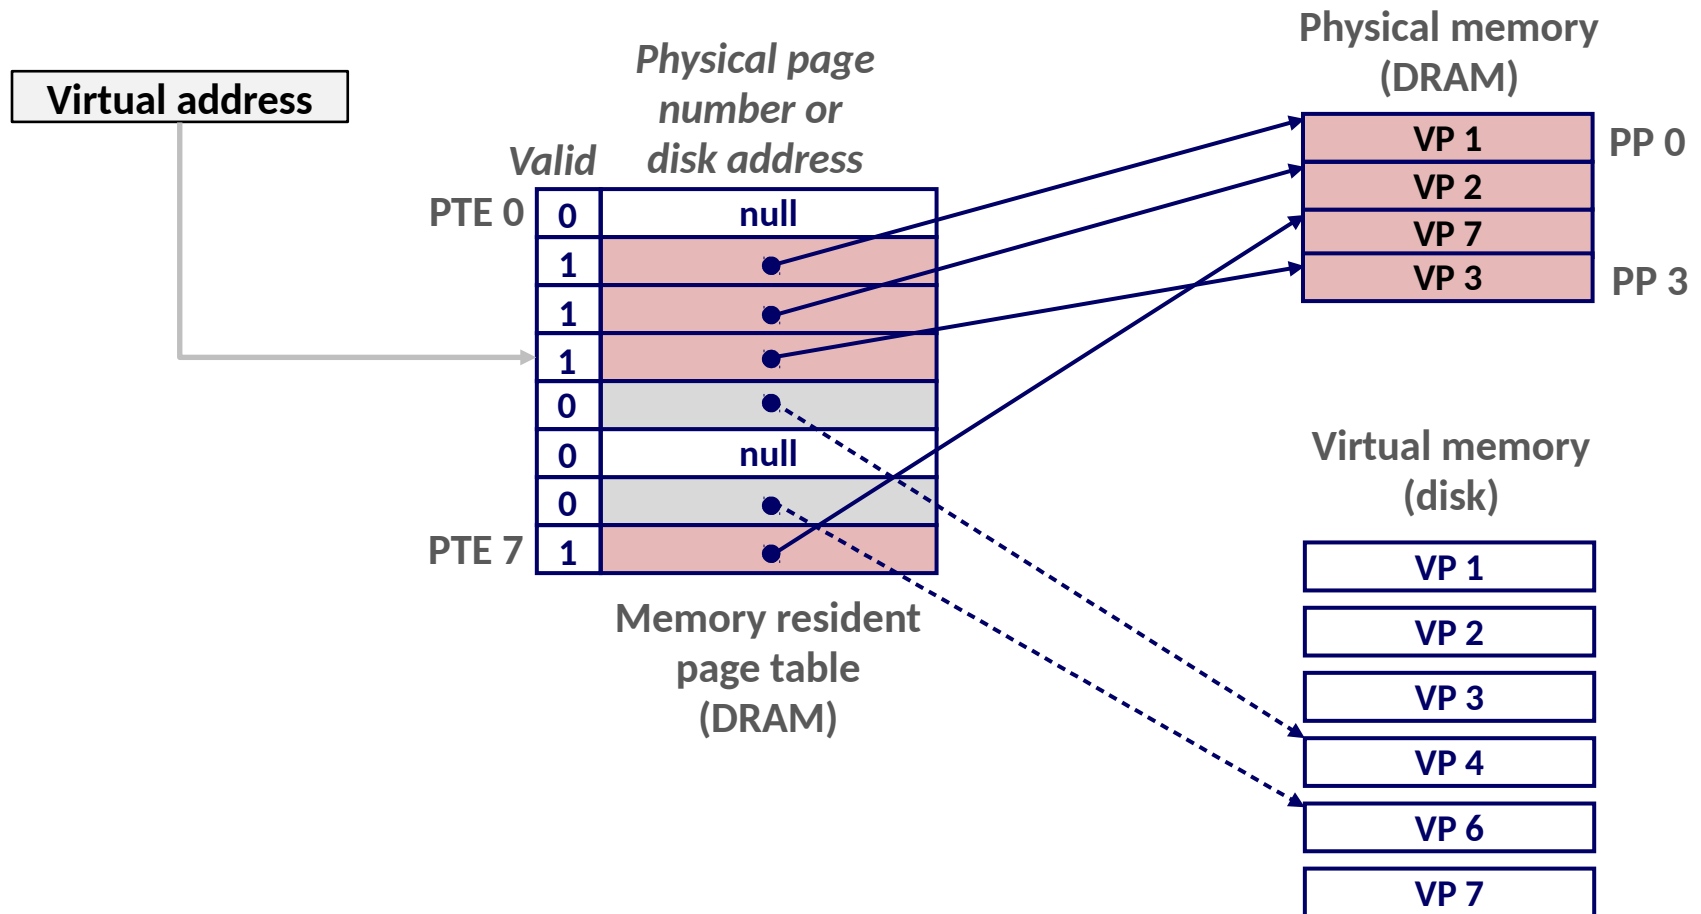 Virtual address
Physical page
number or
disk address
Valid
PTE 0
0
null
1
1
1
0
0
null
0
PTE 7
1
Memory resident
page table
(DRAM)
Physical memory
(DRAM)
VP 1
PP 0
VP 2
VP 7
VP 3
PP 3
Virtual memory
(disk)
VP 1
VP 2
VP 3
VP 4
VP 6
VP 7